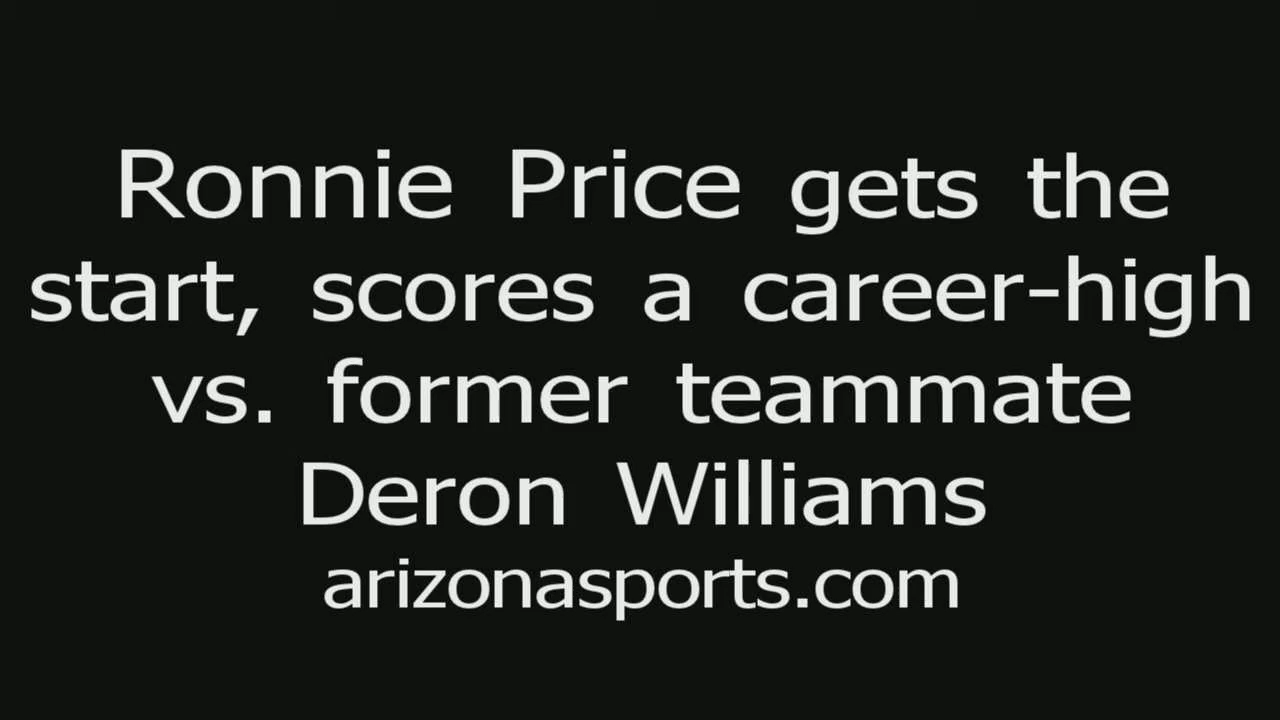 Ronnie Price gets the
start, scores a career-high
vs. former teammate
Deron Williams
arizonasports.com